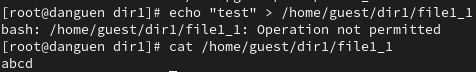 [root@danguen dir1]# echo "test" > /home/guest/dir1/file1_1
bash: /home/guest/dir1/file1_1: Operation not permitted
[root@danguen dir1]# cat /home/guest/dir1/file1_1
abcd